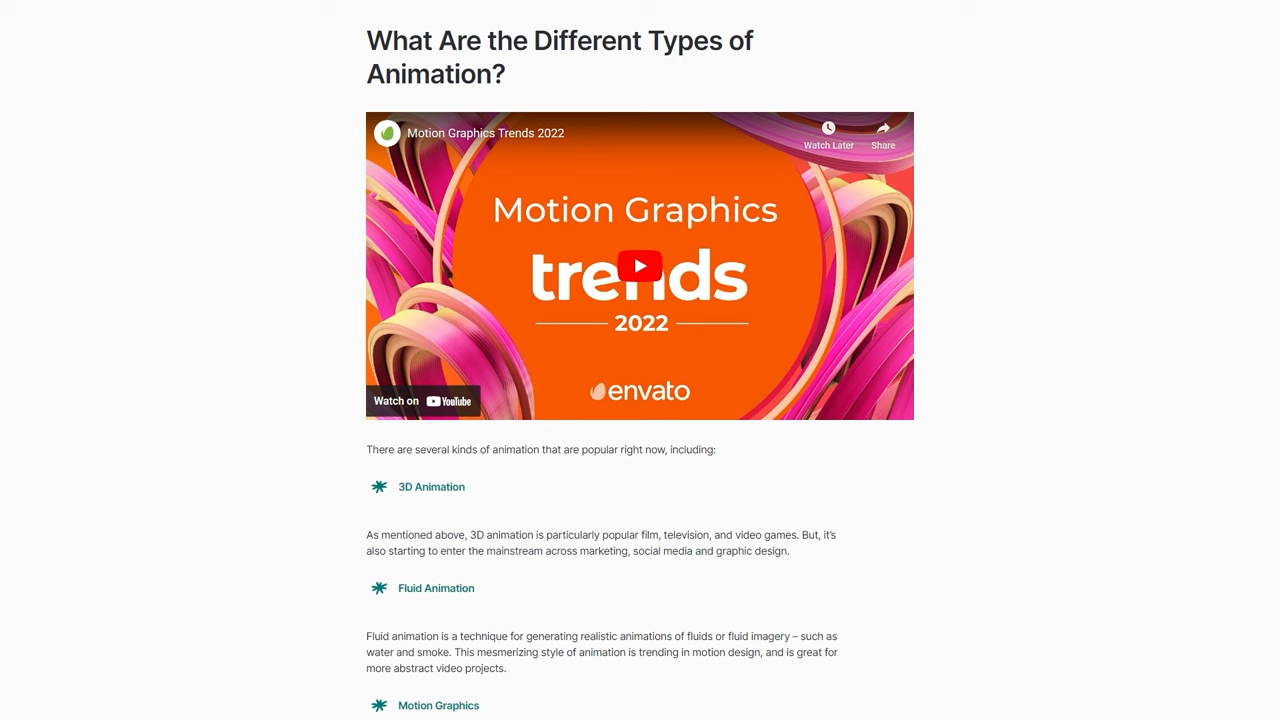 What Are the Different Types of
Animation?
Motion Graphics Trends 2022
Watch Later
Share
Motion Graphics
trends
2022
envato
Watch on YouTube
There are several kinds of animation that are popular right now, including:
3D Animation
As mentioned above, 3D animation is particularly popular film, television, and video games. But, it's
also starting to enter the mainstream across marketing, social media and graphic design.
Fluid Animation
Fluid animation is a technique for generating realistic animations of fluids or fluid imagery – such as
water and smoke. This mesmerizing style of animation is trending in motion design, and is great for
more abstract video projects.
Motion Graphics